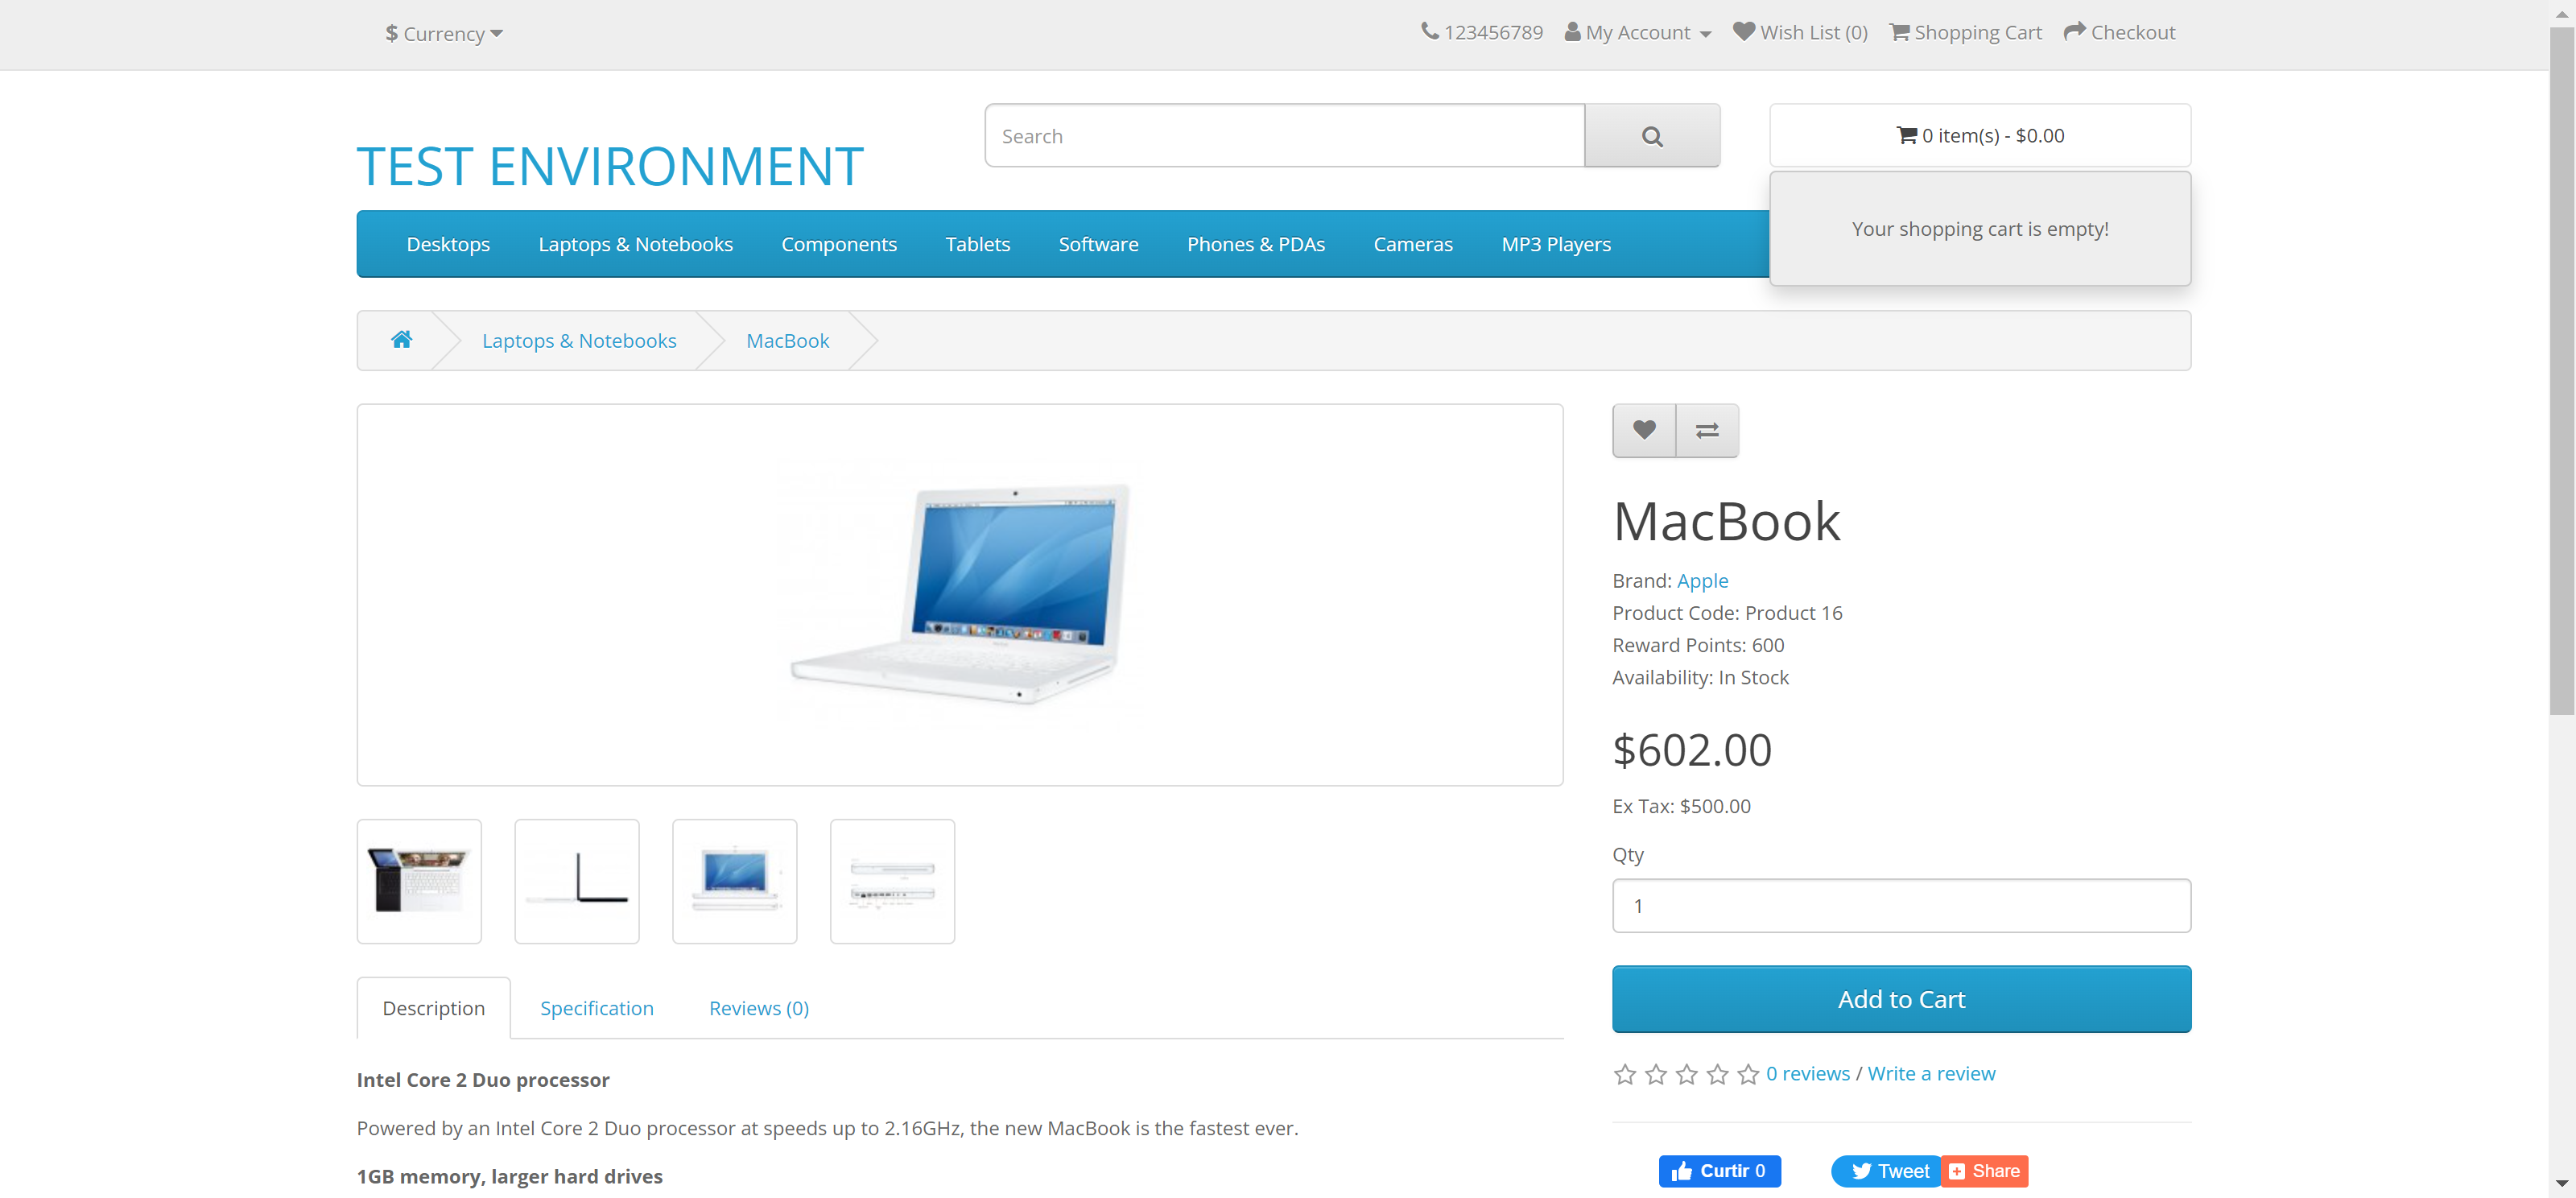 $ Currency
123456789 My Account Wish List (0) Shopping Cart Checkout
TEST ENVIRONMENT
Search
0 item(s) - $0.00
Your shopping cart is empty!
Desktops Laptops & Notebooks Components Tablets Software Phones & PDAs Cameras MP3 Players
Laptops & Notebooks MacBook
MacBook
Brand: Apple
Product Code: Product 16
Reward Points: 600
Availability: In Stock
$602.00
Ex Tax: $500.00
Qty
1
Add to Cart
0 reviews / Write a review
Curtir 0 Tweet Share
Description Specification Reviews (0)
Intel Core 2 Duo processor
Powered by an Intel Core 2 Duo processor at speeds up to 2.16GHz, the new MacBook is the fastest ever.
1GB memory, larger hard drives